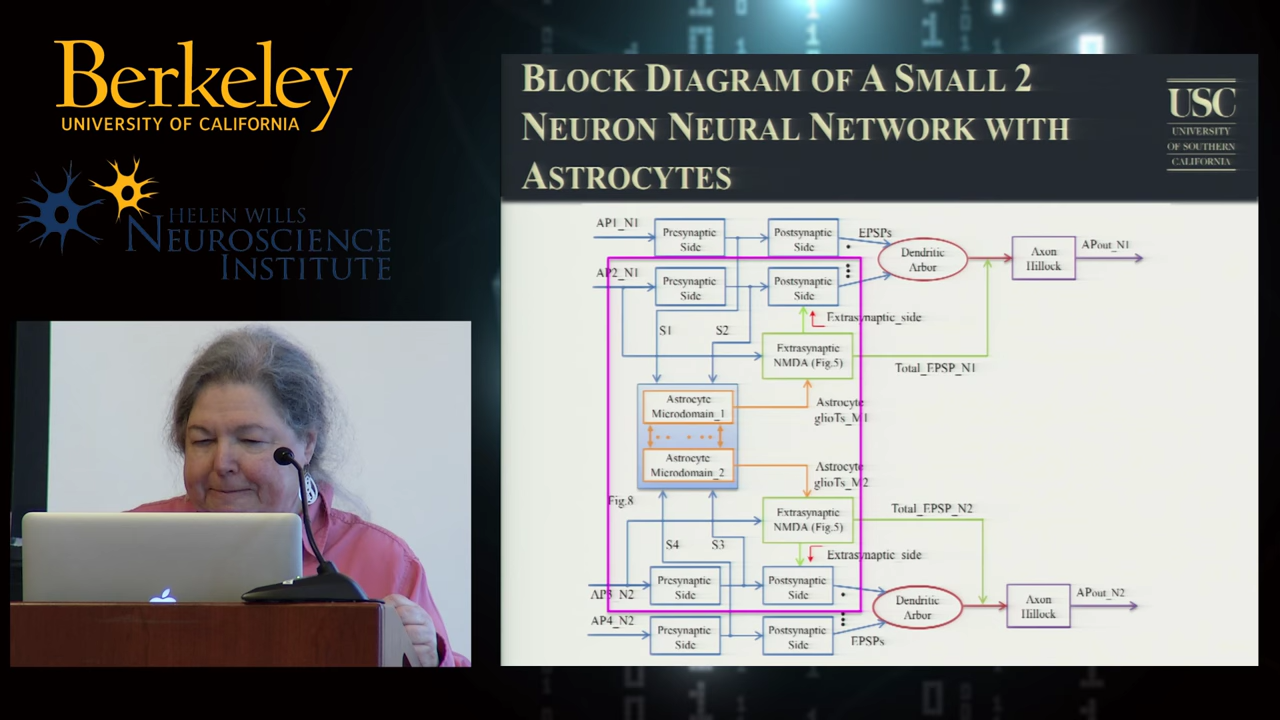 Berkeley
UNIVERSITY OF CALIFORNIA
HELEN WILLS
NEUROSCIENCE
INSTITUTE
BLOCK DIAGRAM OF A SMALL 2
NEURON NEURAL NETWORK WITH
ASTROCYTES
USC
UNIVERSITY
OF SOUTHERN
CALIFORNIA
AP1_N1
Presynaptic
Side
Postsynaptic
Side
EPSPs
Dendritic
Arbor
Axon
Hillock
APout_N1
AP2_N1
Presynaptic
Side
Postsynaptic
Side
Extrasynaptic_side
S1
S2
Extrasynaptic
NMDA (Fig.5)
Total_EPSP_N1
Astrocyte
Microdomain_1
Astrocyte
glioTs_M1
Astrocyte
Microdomain_2
Astrocyte
glioTs_M2
Fig.8
Extrasynaptic
NMDA (Fig.5)
Total_EPSP_N2
S4
S3
Extrasynaptic_side
AP3_N2
Presynaptic
Side
Postsynaptic
Side
Dendritic
Arbor
Axon
Hillock
APout_N2
AP4_N2
Presynaptic
Side
Postsynaptic
Side
EPSPs